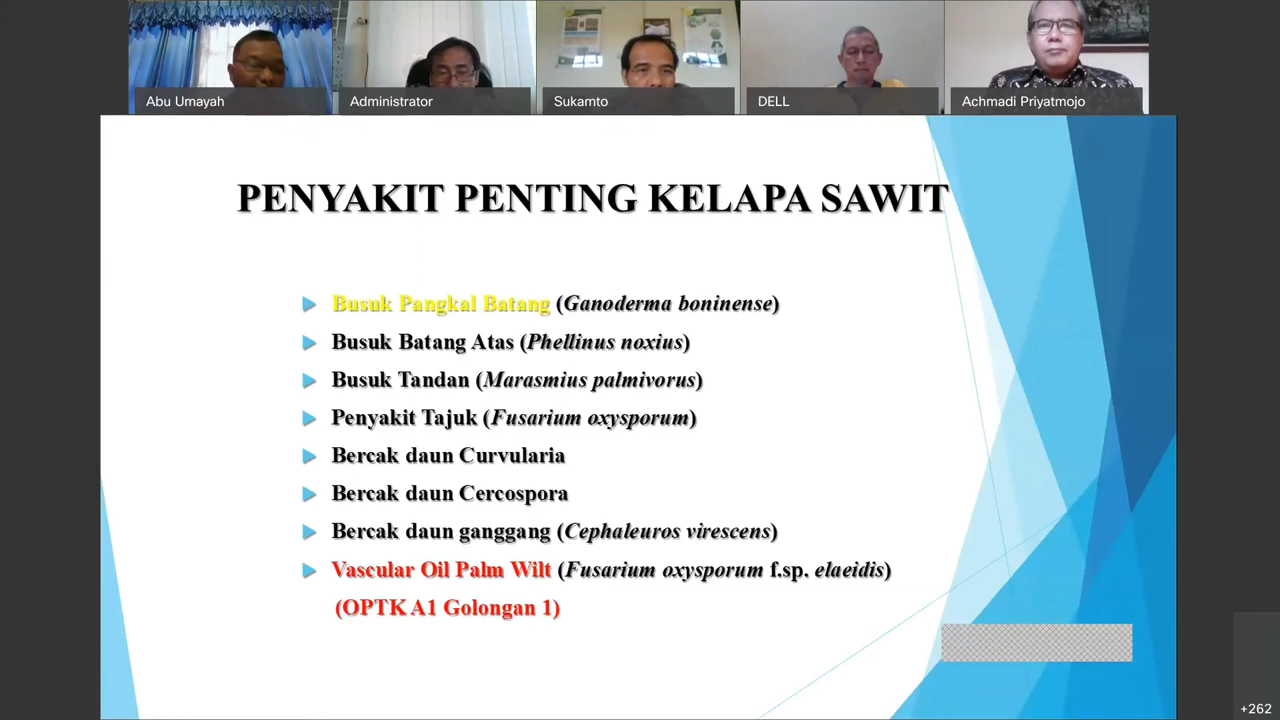 Abu Umayah
Administrator
Sukamto
DELL
Achmadi Priyatmojo
PENYAKIT PENTING KELAPA SAWIT
Busuk Pangkal Batang (Ganoderma boninense)
Busuk Batang Atas (Phellinus noxius)
Busuk Tandan (Marasmius palmivorus)
Penyakit Tajuk (Fusarium oxysporum)
Bercak daun Curvularia
Bercak daun Cercospora
Bercak daun ganggang (Cephaleuros virescens)
Vascular Oil Palm Wilt (Fusarium oxysporum f.sp. elaeidis)
(OPTK A1 Golongan 1)
+262